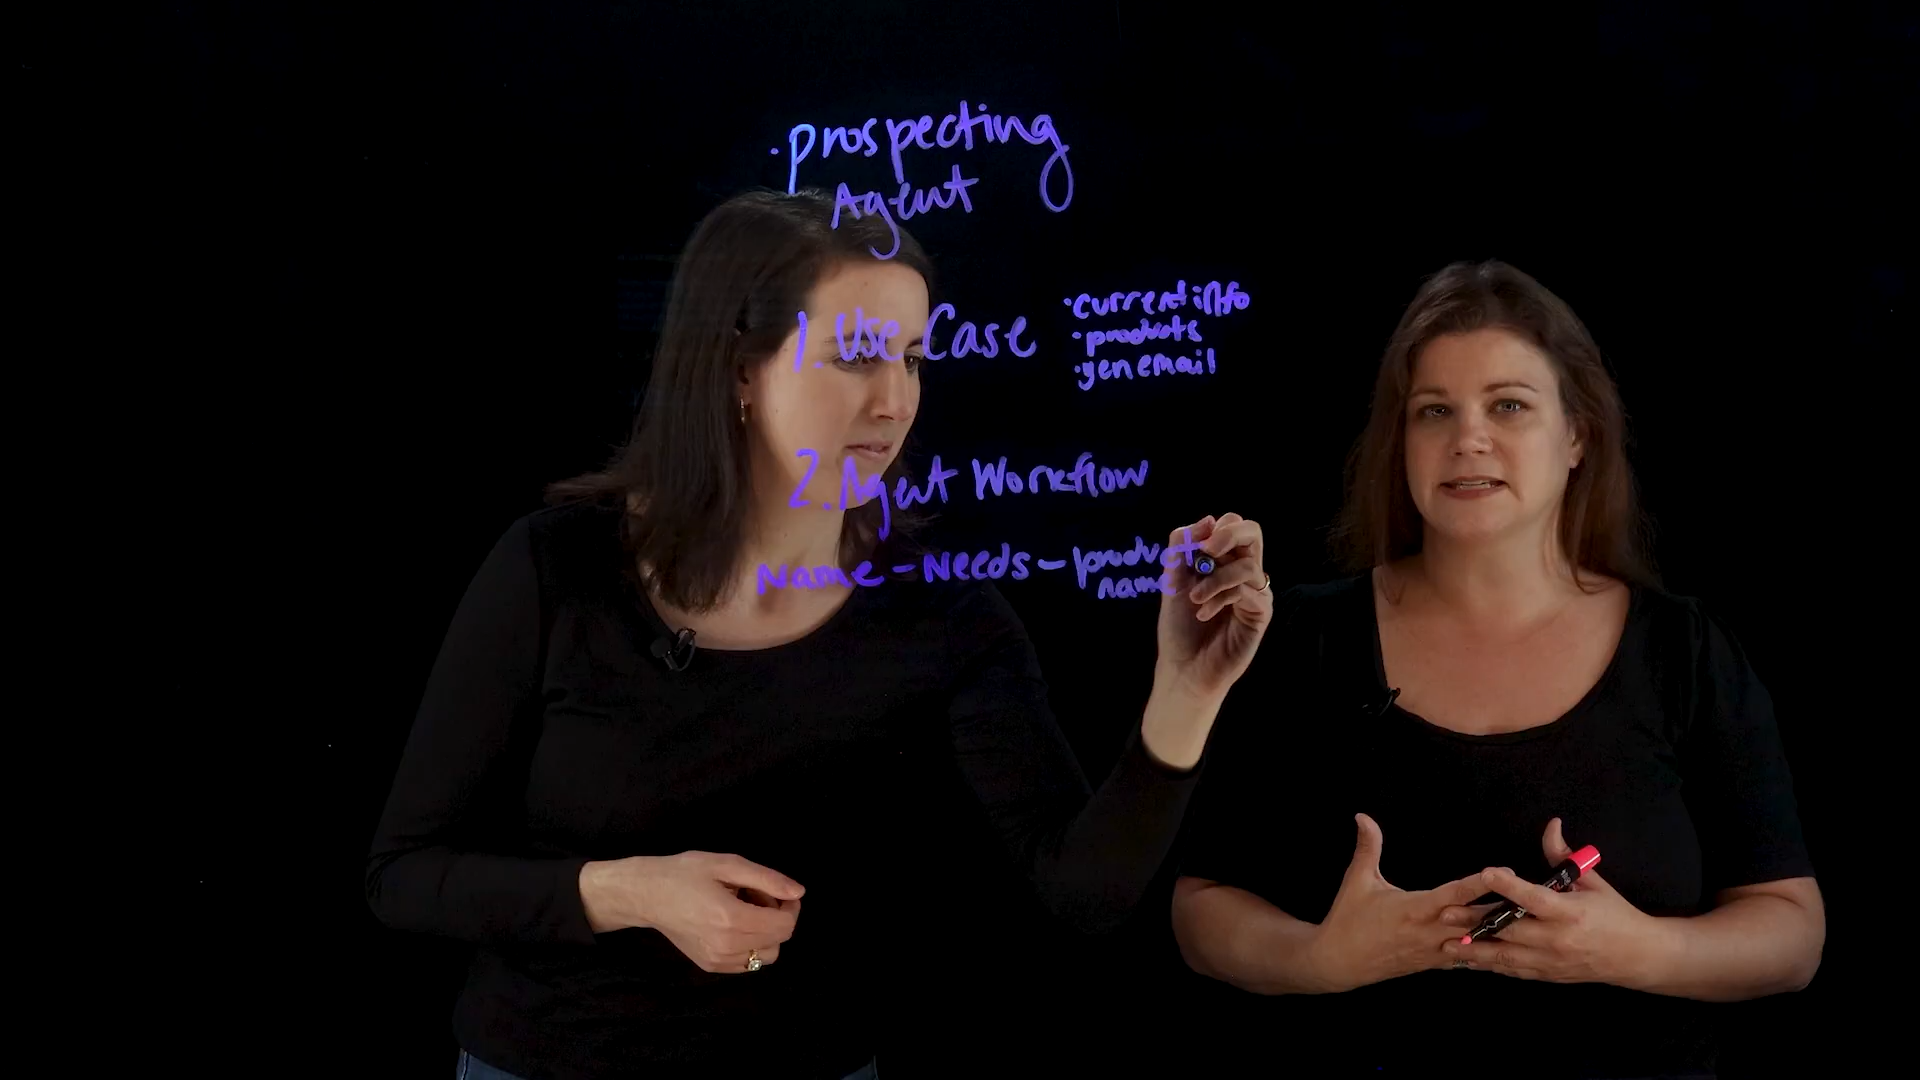 ·prospecting
Agent
1. Use Case
·current info
·products
·gen email
2. Agent Workflow
Name - Needs - product
name